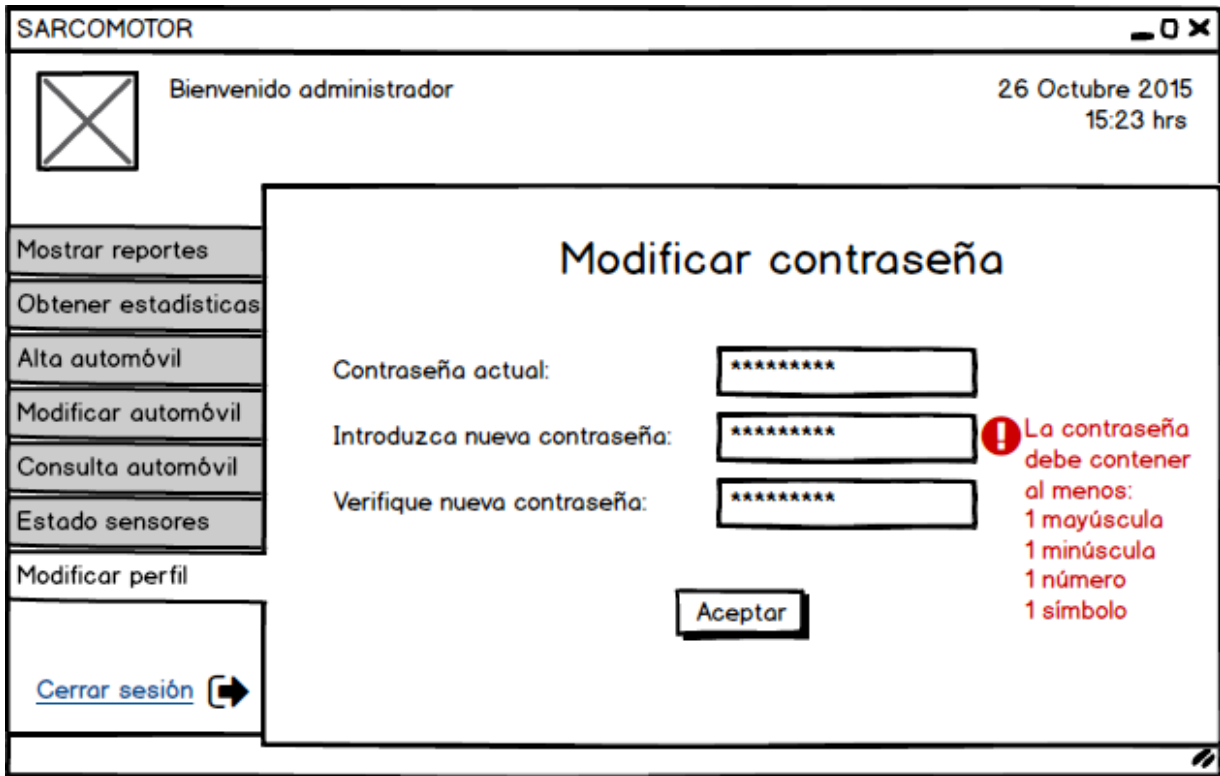 SARCOMOTOR
Bienvenido administrador
26 Octubre 2015
15:23 hrs
Mostrar reportes
Obtener estadísticas
Alta automóvil
Modificar automóvil
Consulta automóvil
Estado sensores
Modificar perfil
Cerrar sesión
Modificar contraseña
Contraseña actual:
*********
Introduzca nueva contraseña:
*********
Verifique nueva contraseña:
*********
La contraseña
debe contener
al menos:
1 mayúscula
1 minúscula
1 número
1 símbolo
Aceptar